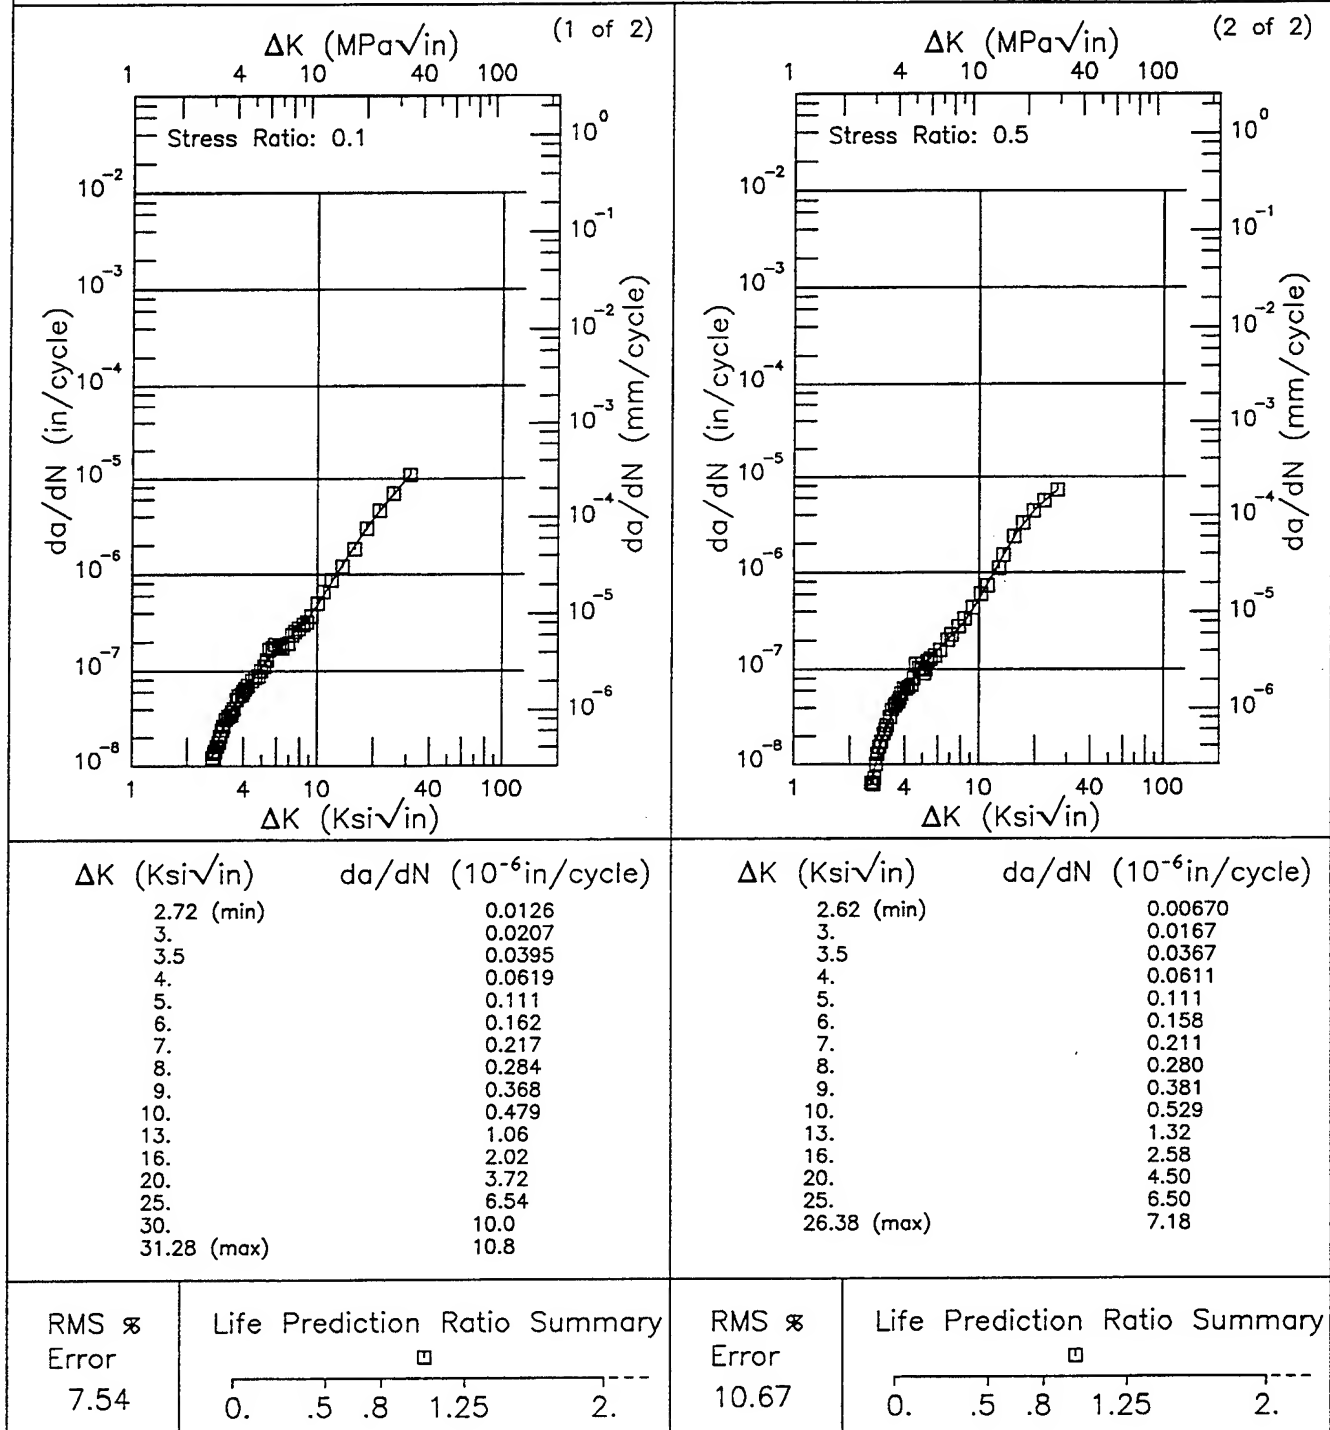 (1 of 2)
ΔK (MPa√in)
1 4 10 40 100
Stress Ratio: 0.1
10⁰
10⁻¹
10⁻²
10⁻³
10⁻⁴
10⁻⁵
10⁻⁶
da/dN (mm/cycle)
10⁻²
10⁻³
10⁻⁴
10⁻⁵
10⁻⁶
10⁻⁷
10⁻⁸
da/dN (in/cycle)
1 4 10 40 100
ΔK (Ksi√in)
ΔK (Ksi√in) da/dN (10⁻⁶in/cycle)
2.72 (min) 0.0126
3. 0.0207
3.5 0.0395
4. 0.0619
5. 0.111
6. 0.162
7. 0.217
8. 0.284
9. 0.368
10. 0.479
13. 1.06
16. 2.02
20. 3.72
25. 6.54
30. 10.0
31.28 (max) 10.8
RMS %
Error
7.54
Life Prediction Ratio Summary
0. .5 .8 1.25 2.
(2 of 2)
ΔK (MPa√in)
1 4 10 40 100
Stress Ratio: 0.5
10⁰
10⁻¹
10⁻²
10⁻³
10⁻⁴
10⁻⁵
10⁻⁶
da/dN (mm/cycle)
10⁻²
10⁻³
10⁻⁴
10⁻⁵
10⁻⁶
10⁻⁷
10⁻⁸
da/dN (in/cycle)
1 4 10 40 100
ΔK (Ksi√in)
ΔK (Ksi√in) da/dN (10⁻⁶in/cycle)
2.62 (min) 0.00670
3. 0.0167
3.5 0.0367
4. 0.0611
5. 0.111
6. 0.158
7. 0.211
8. 0.280
9. 0.381
10. 0.529
13. 1.32
16. 2.58
20. 4.50
25. 6.50
26.38 (max) 7.18
RMS %
Error
10.67
Life Prediction Ratio Summary
0. .5 .8 1.25 2.